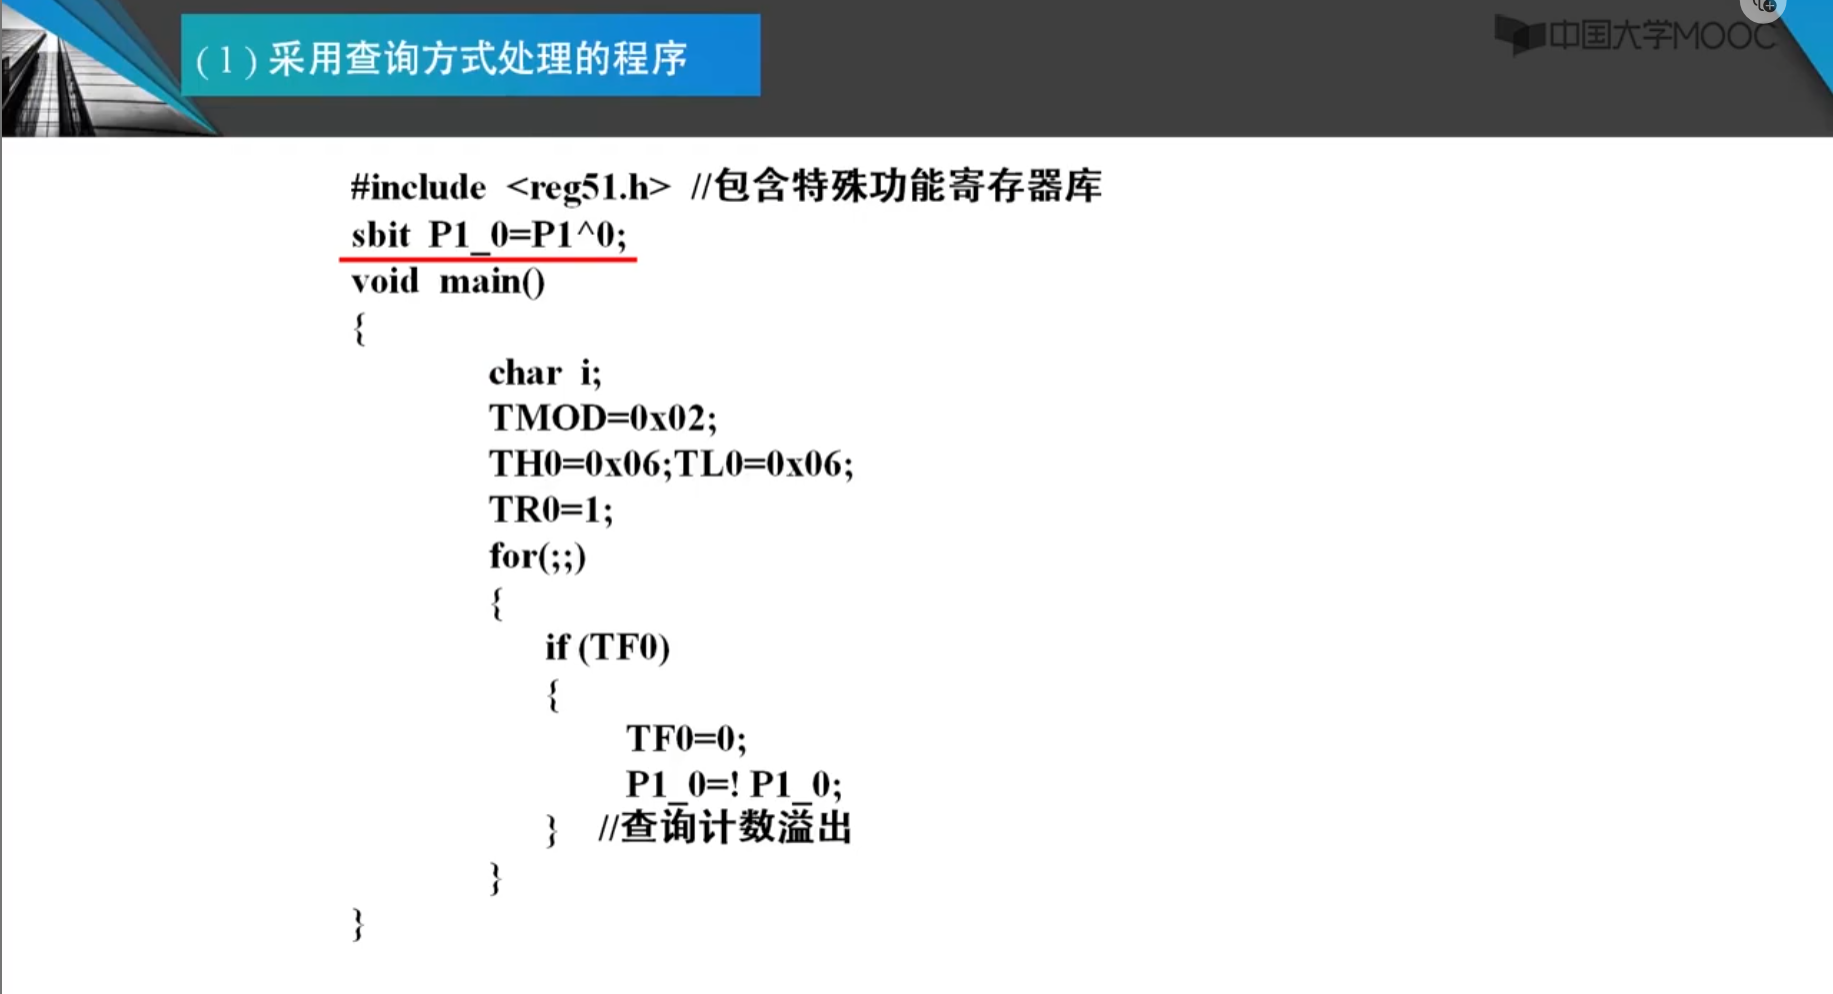 (1)采用查询方式处理的程序
中国大学MOOC
#include <reg51.h> //包含特殊功能寄存器库
sbit P1_0=P1^0;
void main()
{
char i;
TMOD=0x02;
TH0=0x06;TL0=0x06;
TR0=1;
for(;;)
{
if (TF0)
{
TF0=0;
P1_0=! P1_0;
} //查询计数溢出
}
}